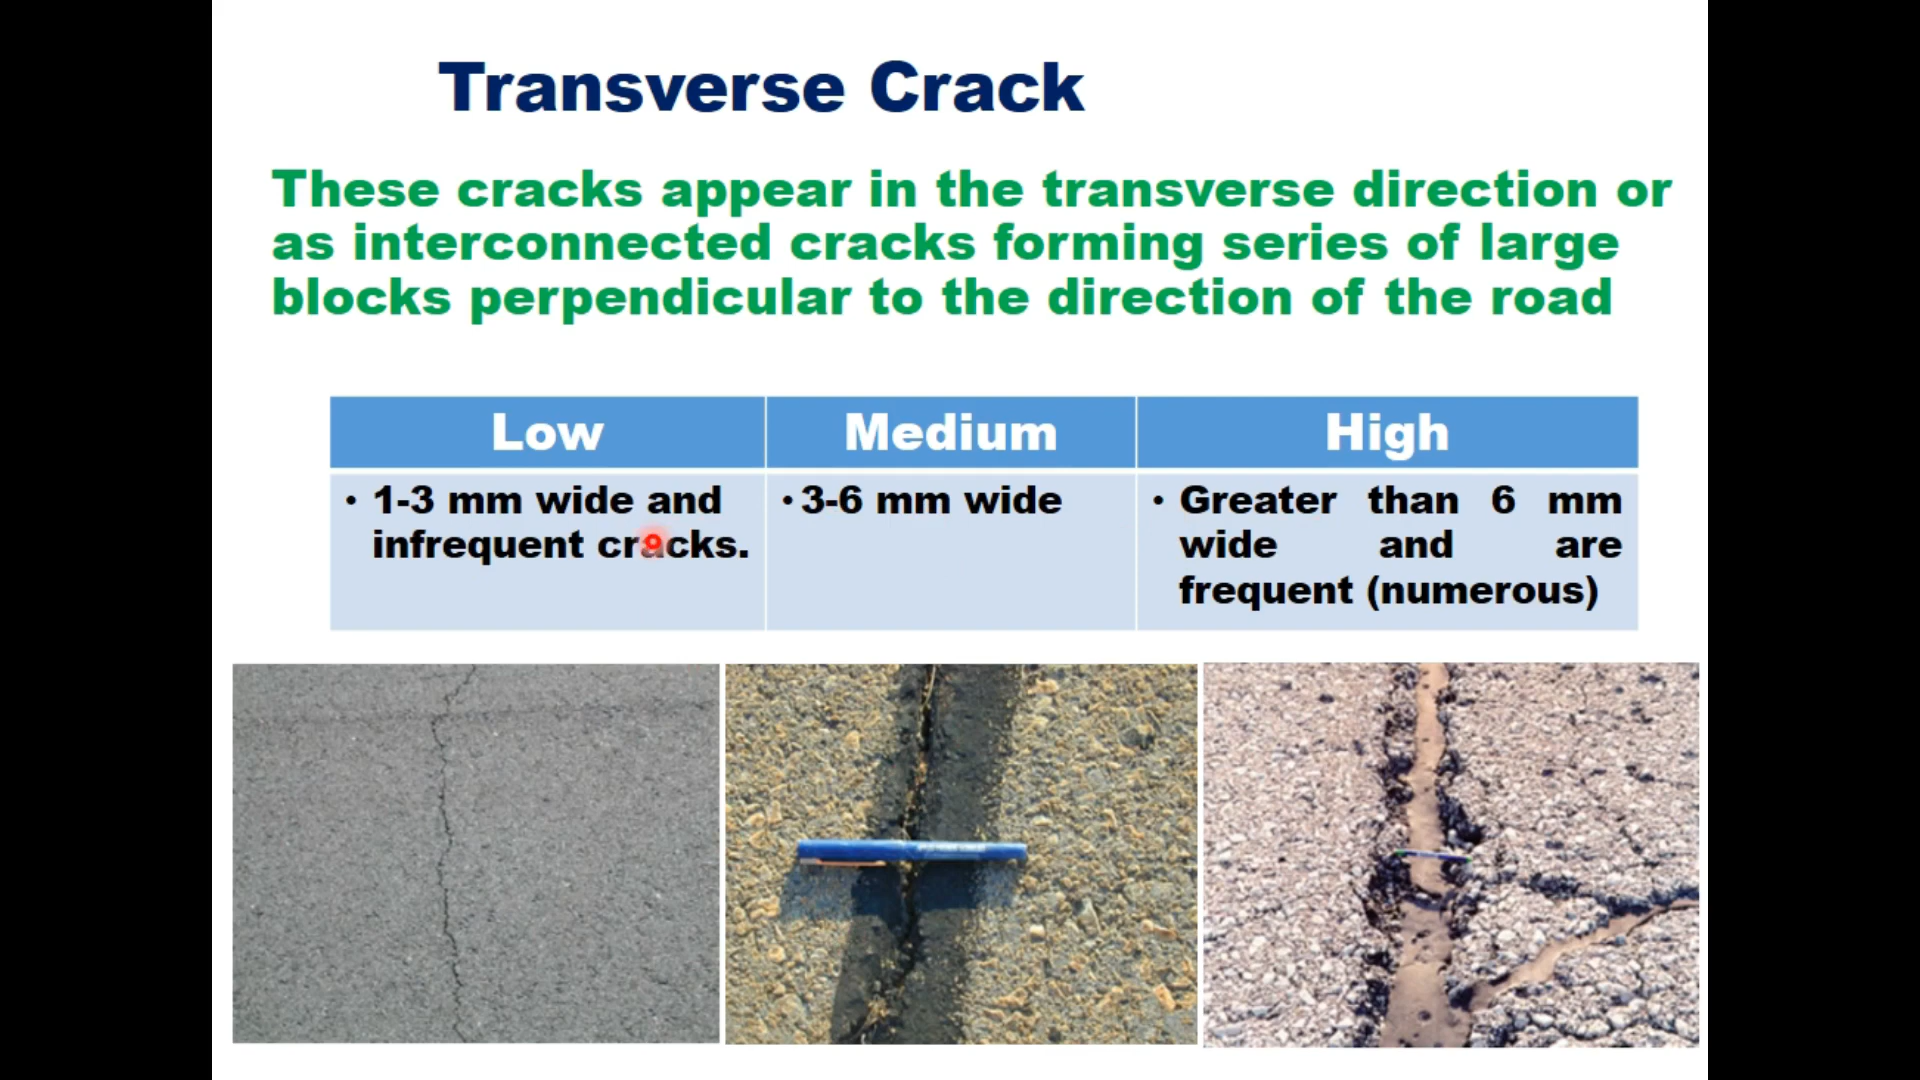 Transverse Crack
These cracks appear in the transverse direction or
as interconnected cracks forming series of large
blocks perpendicular to the direction of the road
Low
Medium
High
• 1-3 mm wide and
infrequent cracks.
• 3-6 mm wide
• Greater than 6 mm
wide and are
frequent (numerous)